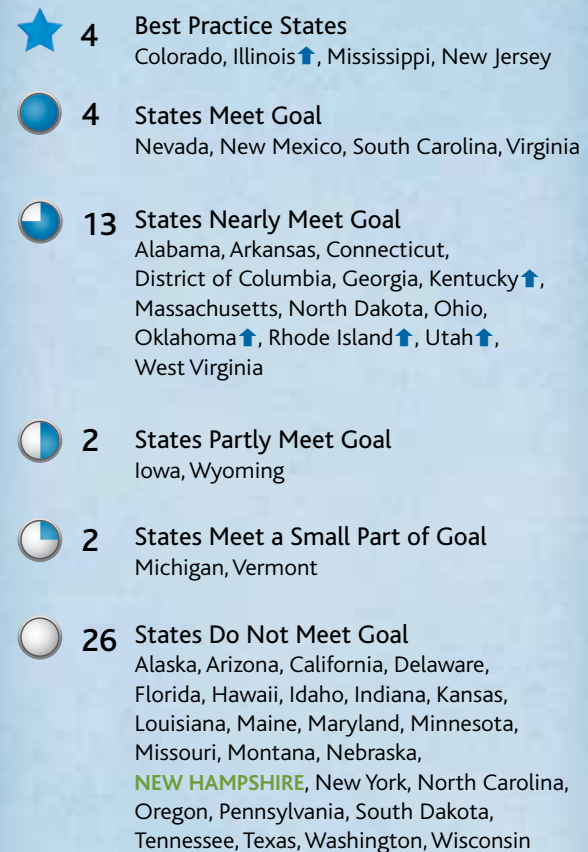 4 Best Practice States
Colorado, Illinois⬆, Mississippi, New Jersey
4 States Meet Goal
Nevada, New Mexico, South Carolina, Virginia
13 States Nearly Meet Goal
Alabama, Arkansas, Connecticut,
District of Columbia, Georgia, Kentucky⬆,
Massachusetts, North Dakota, Ohio,
Oklahoma⬆, Rhode Island⬆, Utah⬆,
West Virginia
2 States Partly Meet Goal
Iowa, Wyoming
2 States Meet a Small Part of Goal
Michigan, Vermont
26 States Do Not Meet Goal
Alaska, Arizona, California, Delaware,
Florida, Hawaii, Idaho, Indiana, Kansas,
Louisiana, Maine, Maryland, Minnesota,
Missouri, Montana, Nebraska,
NEW HAMPSHIRE, New York, North Carolina,
Oregon, Pennsylvania, South Dakota,
Tennessee, Texas, Washington, Wisconsin